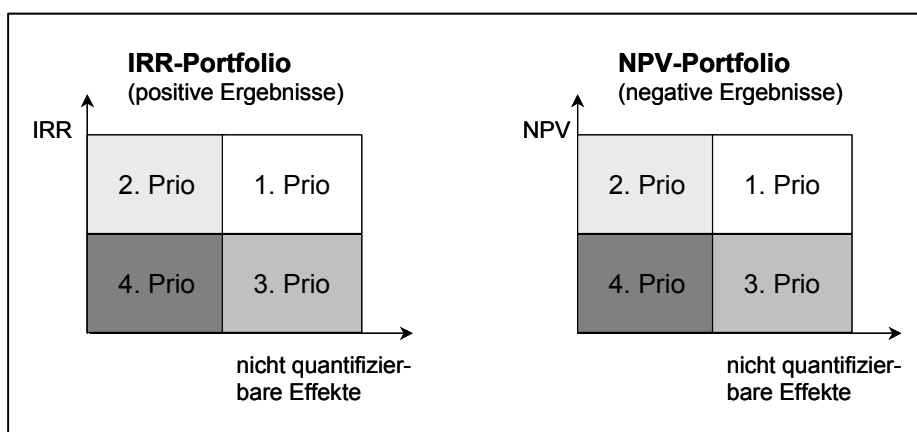 IRR-Portfolio
(positive Ergebnisse)
IRR
2. Prio
1. Prio
4. Prio
3. Prio
nicht quantifizier-
bare Effekte
NPV-Portfolio
(negative Ergebnisse)
NPV
2. Prio
1. Prio
4. Prio
3. Prio
nicht quantifizier-
bare Effekte